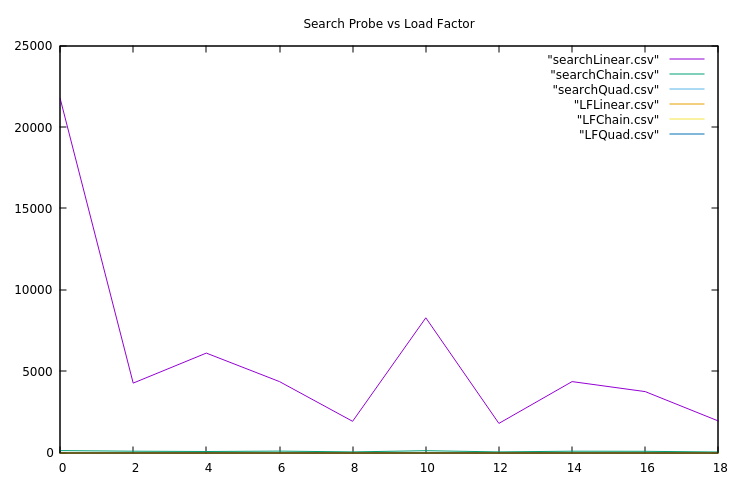 Search Probe vs Load Factor
25000
20000
15000
10000
5000
0
"searchLinear.csv"
"searchChain.csv"
"searchQuad.csv"
"LFLinear.csv"
"LFChain.csv"
"LFQuad.csv"
0 2 4 6 8 10 12 14 16 18